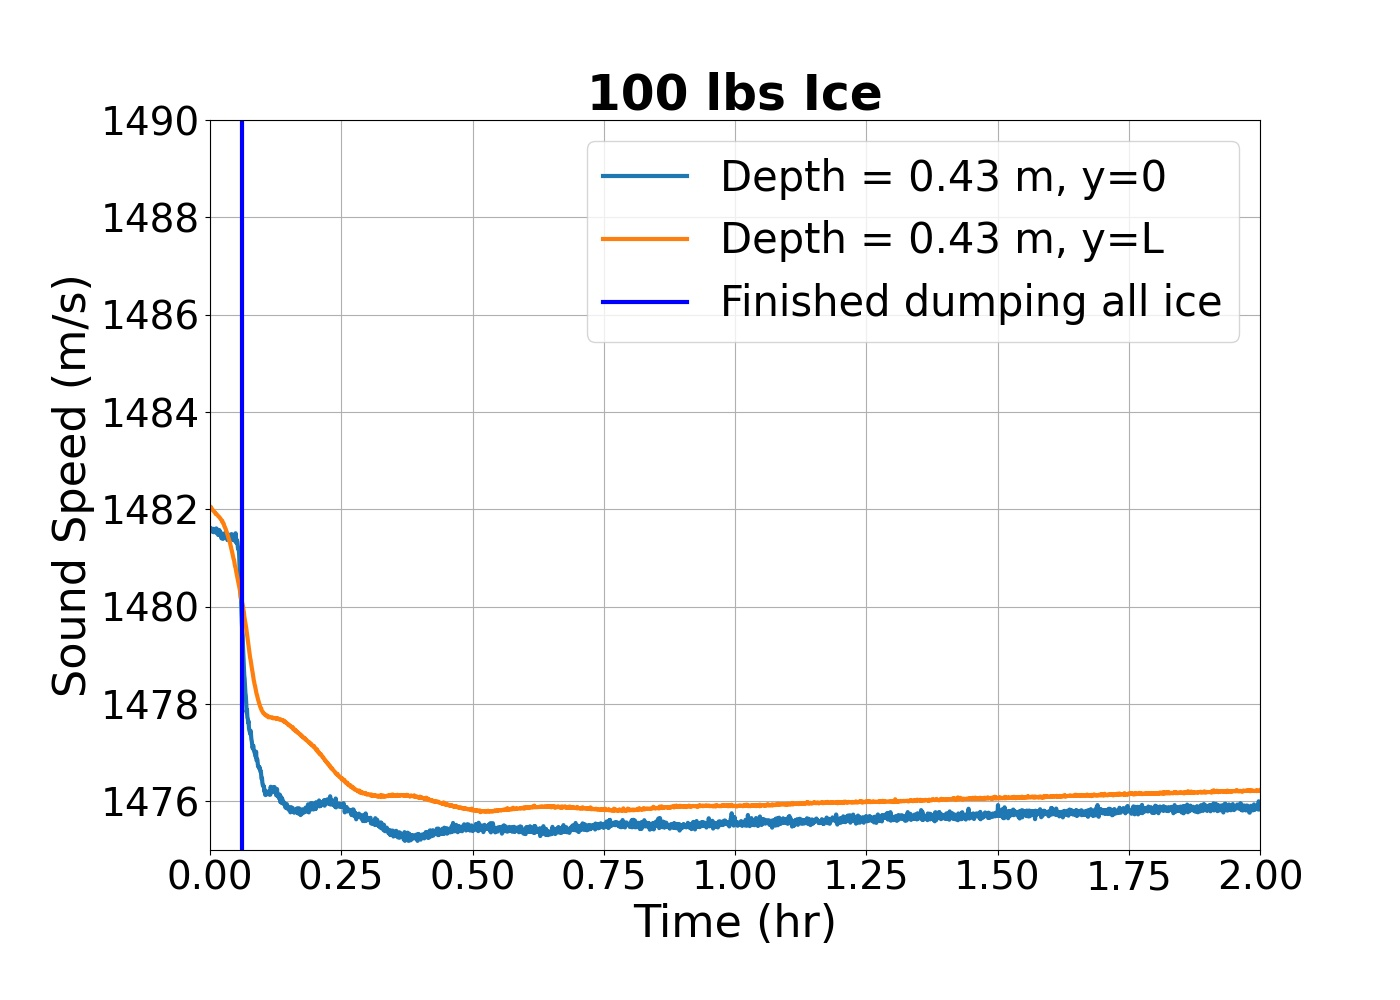 100 lbs Ice
1490
1488
1486
1484
1482
1480
1478
1476
Sound Speed (m/s)
Depth = 0.43 m, y=0
Depth = 0.43 m, y=L
Finished dumping all ice
0.00 0.25 0.50 0.75 1.00 1.25 1.50 1.75 2.00
Time (hr)